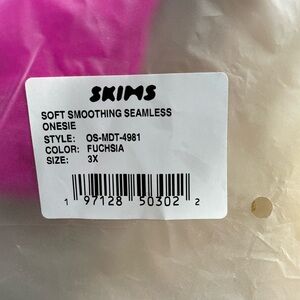 SKIMS
SOFT SMOOTHING SEAMLESS
ONESIE
STYLE: OS-MDT-4981
COLOR: FUCHSIA
SIZE: 3X
1 97128 50302 2